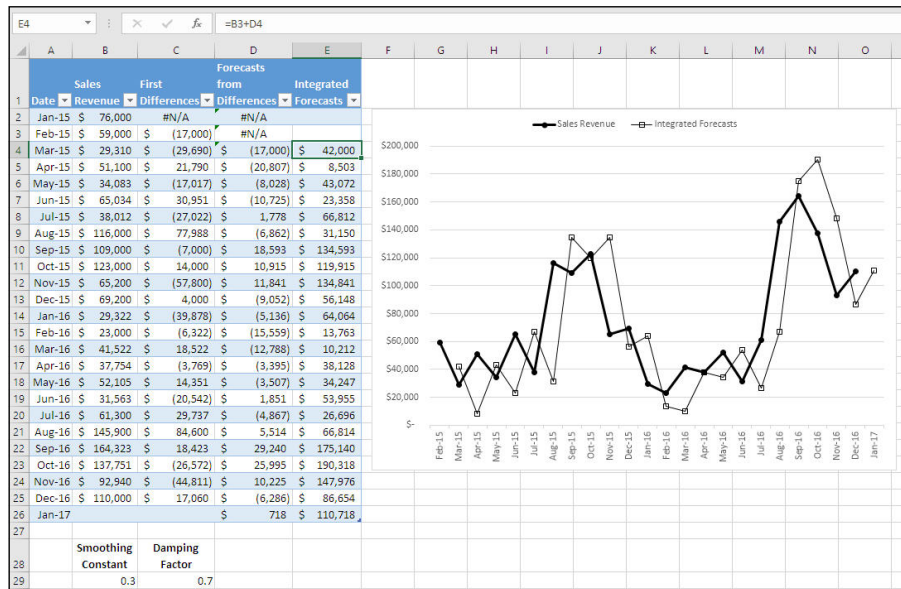 E4 fx =B3+D4
A B C D E F G H I J K L M N O
Forecasts
Sales First from Integrated
1 Date Revenue Differences Differences Forecasts
2 Jan-15 $ 76,000 #N/A #N/A
3 Feb-15 $ 59,000 $ (17,000) #N/A
4 Mar-15 $ 29,310 $ (29,690) $ (17,000) $ 42,000
5 Apr-15 $ 51,100 $ 21,790 $ (20,807) $ 8,503
6 May-15 $ 34,083 $ (17,017) $ (8,028) $ 43,072
7 Jun-15 $ 65,034 $ 30,951 $ (10,725) $ 23,358
8 Jul-15 $ 38,012 $ (27,022) $ 1,778 $ 66,812
9 Aug-15 $ 116,000 $ 77,988 $ (6,862) $ 31,150
10 Sep-15 $ 109,000 $ (7,000) $ 18,593 $ 134,593
11 Oct-15 $ 123,000 $ 14,000 $ 10,915 $ 119,915
12 Nov-15 $ 65,200 $ (57,800) $ 11,841 $ 134,841
13 Dec-15 $ 69,200 $ 4,000 $ (9,052) $ 56,148
14 Jan-16 $ 29,322 $ (39,878) $ (5,136) $ 64,064
15 Feb-16 $ 23,000 $ (6,322) $ (15,559) $ 13,763
16 Mar-16 $ 41,522 $ 18,522 $ (12,788) $ 10,212
17 Apr-16 $ 37,754 $ (3,769) $ (3,395) $ 38,128
18 May-16 $ 52,105 $ 14,351 $ (3,507) $ 34,247
19 Jun-16 $ 31,563 $ (20,542) $ 1,851 $ 53,955
20 Jul-16 $ 61,300 $ 29,737 $ (4,867) $ 26,696
21 Aug-16 $ 145,900 $ 84,600 $ 5,514 $ 66,814
22 Sep-16 $ 164,323 $ 18,423 $ 29,240 $ 175,140
23 Oct-16 $ 137,751 $ (26,572) $ 25,995 $ 190,318
24 Nov-16 $ 92,940 $ (44,811) $ 10,225 $ 147,976
25 Dec-16 $ 110,000 $ 17,060 $ (6,286) $ 86,654
26 Jan-17 $ 718 $ 110,718
27
Smoothing Damping
28 Constant Factor
29 0.3 0.7
Sales Revenue Integrated Forecasts
$200,000
$180,000
$160,000
$140,000
$120,000
$100,000
$80,000
$60,000
$40,000
$20,000
$-
Feb-15 Mar-15 Apr-15 May-15 Jun-15 Jul-15 Aug-15 Sep-15 Oct-15 Nov-15 Dec-15 Jan-16 Feb-16 Mar-16 Apr-16 May-16 Jun-16 Jul-16 Aug-16 Sep-16 Oct-16 Nov-16 Dec-16 Jan-17